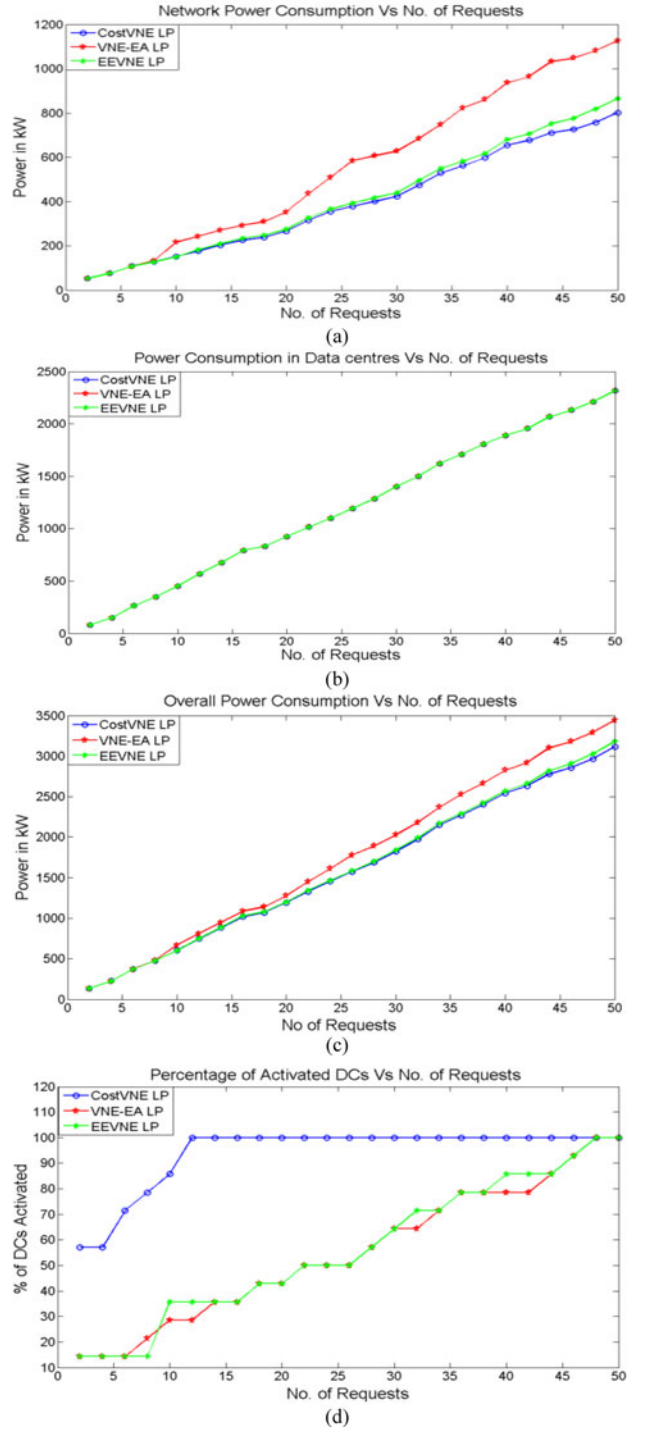 Network Power Consumption Vs No. of Requests
1200
1000
800
600
400
200
0
Power in kW
CostVNE LP
VNE-EA LP
EEVNE LP
0 5 10 15 20 25 30 35 40 45 50
No. of Requests
(a)
Power Consumption in Data centres Vs No. of Requests
2500
2000
1500
1000
500
0
Power in kW
CostVNE LP
VNE-EA LP
EEVNE LP
0 5 10 15 20 25 30 35 40 45 50
No. of Requests
(b)
Overall Power Consumption Vs No. of Requests
3500
3000
2500
2000
1500
1000
500
0
Power in kW
CostVNE LP
VNE-EA LP
EEVNE LP
0 5 10 15 20 25 30 35 40 45 50
No of Requests
(c)
Percentage of Activated DCs Vs No. of Requests
120
110
100
90
80
70
60
50
40
30
20
10
% of DCs Activated
CostVNE LP
VNE-EA LP
EEVNE LP
0 5 10 15 20 25 30 35 40 45 50
No. of Requests
(d)